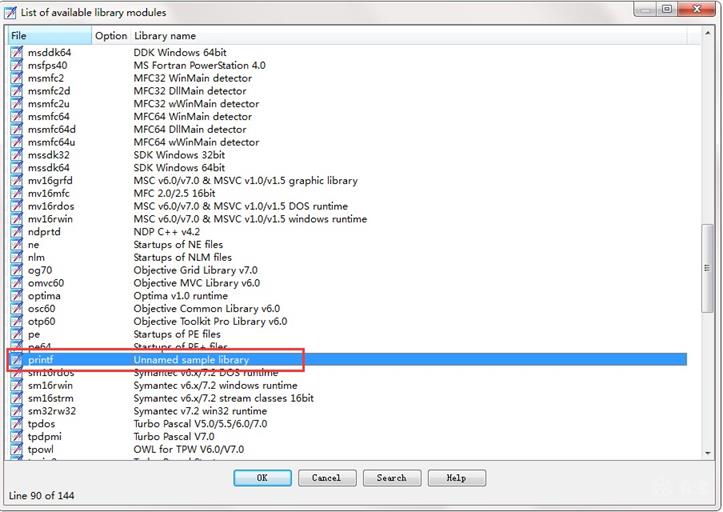 List of available library modules
File Option Library name
msddk64 DDK Windows 64bit
msfps40 MS Fortran PowerStation 4.0
msmfc2 MFC32 WinMain detector
msmfc2d MFC32 DllMain detector
msmfc2u MFC32 wWinMain detector
msmfc64 MFC64 WinMain detector
msmfc64d MFC64 DllMain detector
msmfc64u MFC64 wWinMain detector
mssdk32 SDK Windows 32bit
mssdk64 SDK Windows 64bit
mv16grfd MSC v6.0/v7.0 & MSVC v1.0/v1.5 graphic library
mv16mfc MFC 2.0/2.5 16bit
mv16rdos MSC v6.0/v7.0 & MSVC v1.0/v1.5 DOS runtime
mv16rwin MSC v6.0/v7.0 & MSVC v1.0/v1.5 windows runtime
ndprtd NDP C++ v4.2
ne Startups of NE files
nlm Startups of NLM files
og70 Objective Grid Library v7.0
omvc60 Objective MVC Library v6.0
optima Optima v1.0 runtime
osc60 Objective Common Library v6.0
otp60 Objective Toolkit Pro Library v6.0
pe Startups of PE files
pe64 Startups of PE+ files
printf Unnamed sample library
sm16rdos Symantec v6.x/7.2 DOS runtime
sm16rwin Symantec v6.x/7.2 windows runtime
sm16strm Symantec v6.x/7.2 stream classes 16bit
sm32rw32 Symantec v7.2 win32 runtime
tpdos Turbo Pascal V5.0/5.5/6.0/7.0
tpdpmi Turbo Pascal V7.0
tpowl OWL for TPW V6.0/V7.0
OK Cancel Search Help
Line 90 of 144